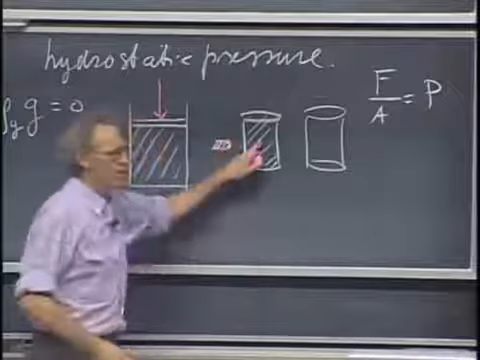 hydrostatic pressure.
g = 0
F/A = P